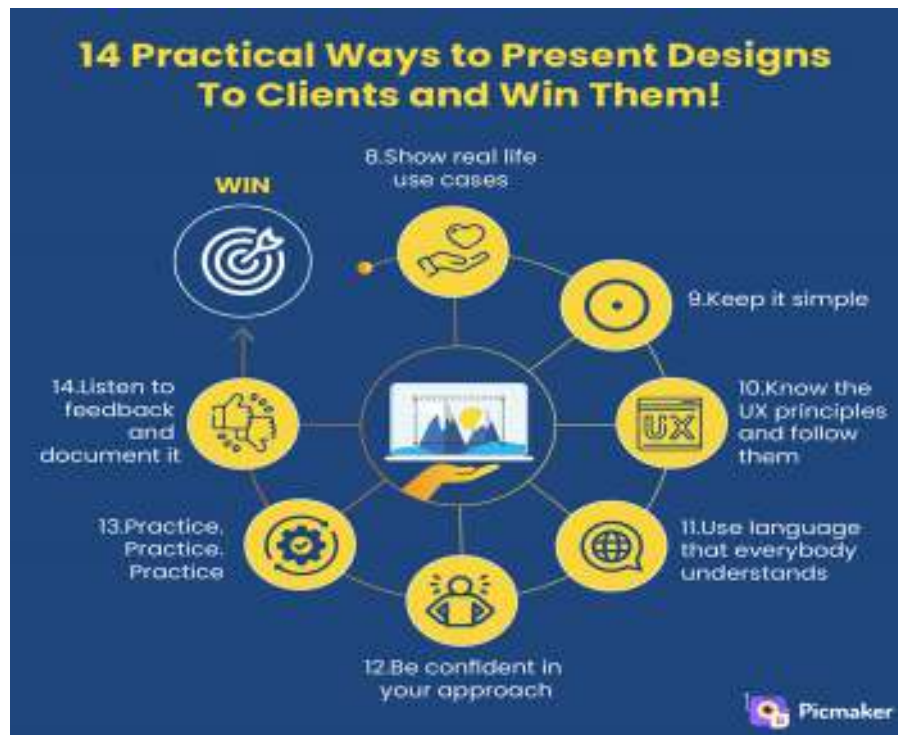 14 Practical Ways to Present Designs
To Clients and Win Them!
8.Show real life
use cases
WIN
9.Keep it simple
10.Know the
UX principles
and follow
them
UX
11.Use language
that everybody
understands
12.Be confident in
your approach
13.Practice,
Practice.
Practice
14.Listen to
feedback
and
document it
Picmaker